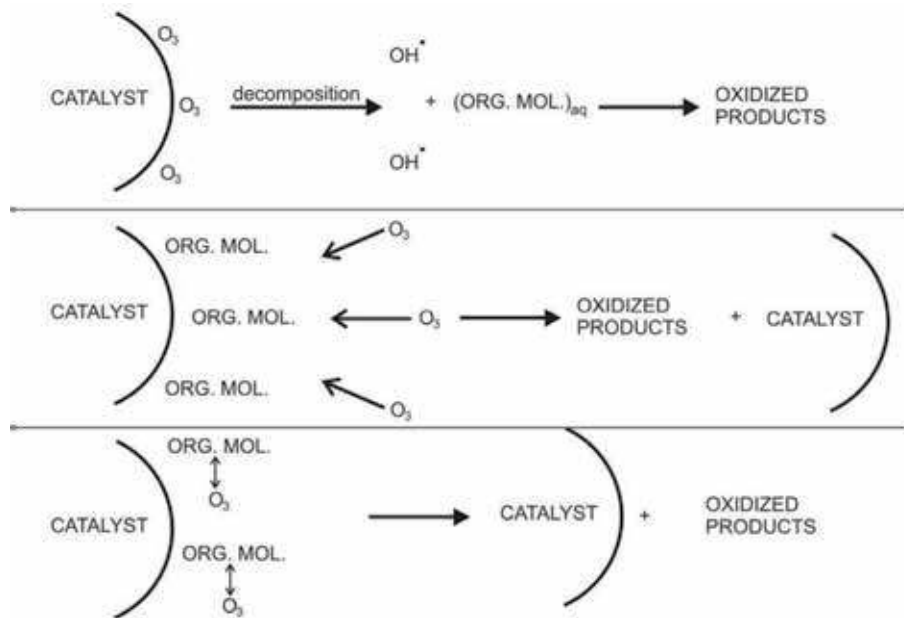 O₃
OH•
CATALYST O₃ decomposition + (ORG. MOL.)aq OXIDIZED PRODUCTS
O₃ OH•
O₃
ORG. MOL.
CATALYST ORG. MOL. O₃ OXIDIZED PRODUCTS + CATALYST
ORG. MOL.
O₃
ORG. MOL.
O₃
CATALYST CATALYST + OXIDIZED PRODUCTS
ORG. MOL.
O₃